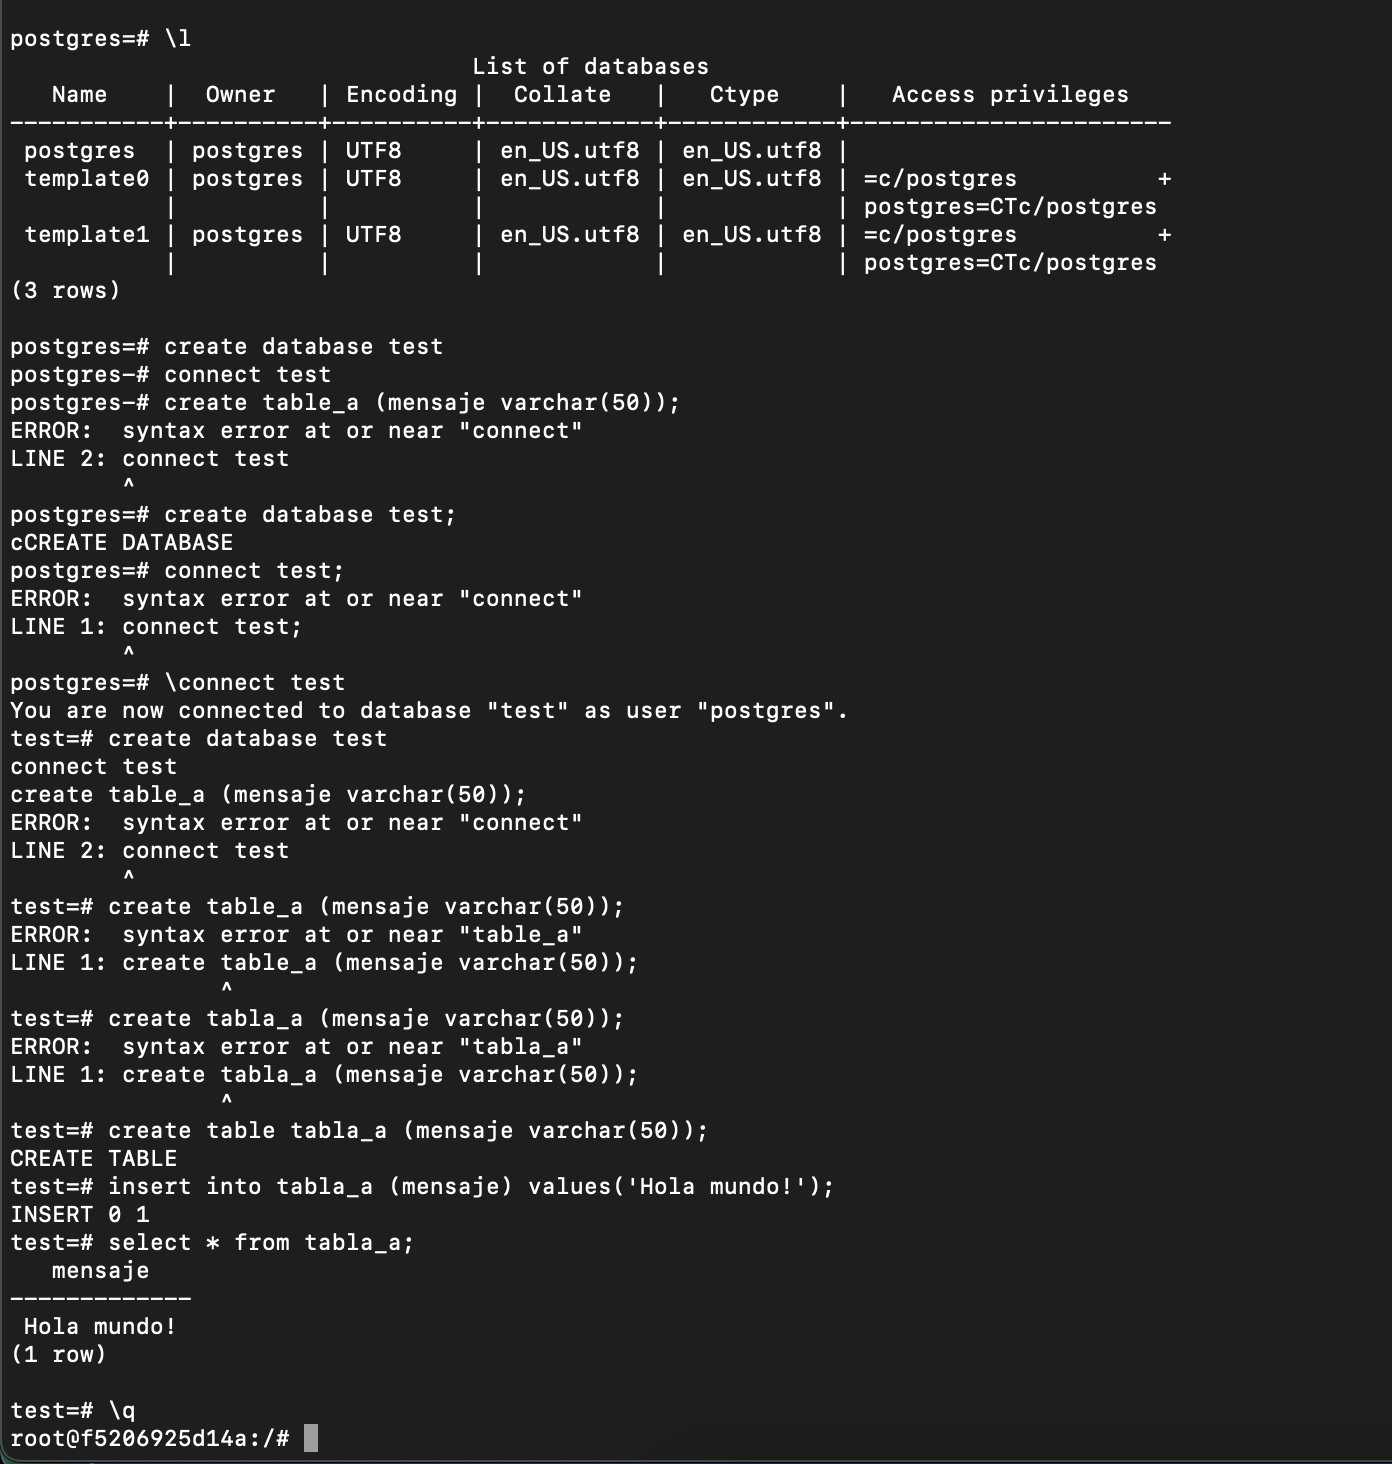 postgres=# \l
                                 List of databases
   Name    |  Owner   | Encoding |  Collate   |   Ctype    |   Access privileges
-----------+----------+----------+------------+------------+-----------------------
 postgres  | postgres | UTF8     | en_US.utf8 | en_US.utf8 |
 template0 | postgres | UTF8     | en_US.utf8 | en_US.utf8 | =c/postgres          +
           |          |          |            |            | postgres=CTc/postgres
 template1 | postgres | UTF8     | en_US.utf8 | en_US.utf8 | =c/postgres          +
           |          |          |            |            | postgres=CTc/postgres
(3 rows)

postgres=# create database test
postgres-# connect test
postgres-# create table_a (mensaje varchar(50));
ERROR:  syntax error at or near "connect"
LINE 2: connect test
        ^
postgres=# create database test;
cCREATE DATABASE
postgres=# connect test;
ERROR:  syntax error at or near "connect"
LINE 1: connect test;
        ^
postgres=# \connect test
You are now connected to database "test" as user "postgres".
test=# create database test
connect test
create table_a (mensaje varchar(50));
ERROR:  syntax error at or near "connect"
LINE 2: connect test
        ^
test=# create table_a (mensaje varchar(50));
ERROR:  syntax error at or near "table_a"
LINE 1: create table_a (mensaje varchar(50));
               ^
test=# create tabla_a (mensaje varchar(50));
ERROR:  syntax error at or near "tabla_a"
LINE 1: create tabla_a (mensaje varchar(50));
               ^
test=# create table tabla_a (mensaje varchar(50));
CREATE TABLE
test=# insert into tabla_a (mensaje) values('Hola mundo!');
INSERT 0 1
test=# select * from tabla_a;
   mensaje
-------------
 Hola mundo!
(1 row)

test=# \q
root@f5206925d14a:/#